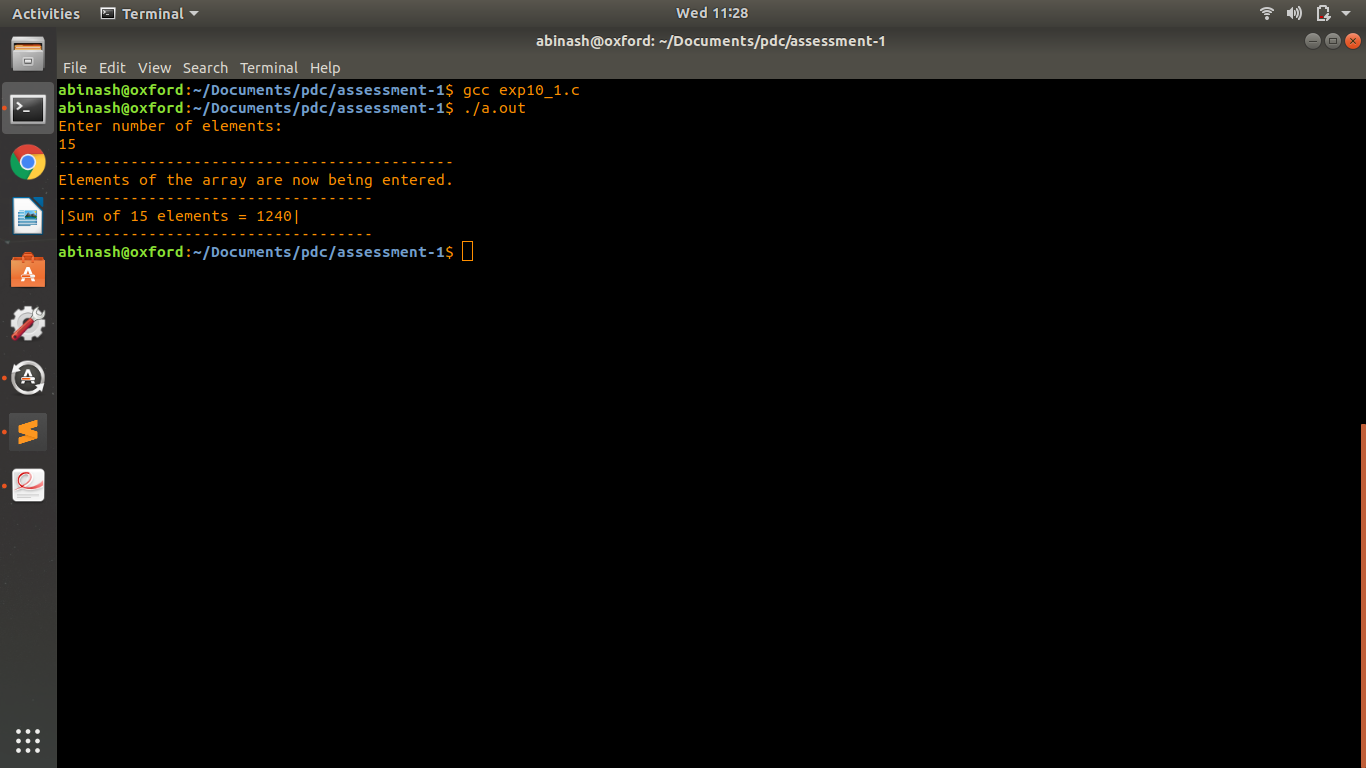 Activities Terminal Wed 11:28
abinash@oxford: ~/Documents/pdc/assessment-1
File Edit View Search Terminal Help
abinash@oxford:~/Documents/pdc/assessment-1$ gcc exp10_1.c
abinash@oxford:~/Documents/pdc/assessment-1$ ./a.out
Enter number of elements:
15
--------------------------------------------
Elements of the array are now being entered.
-----------------------------------
|Sum of 15 elements = 1240|
-----------------------------------
abinash@oxford:~/Documents/pdc/assessment-1$